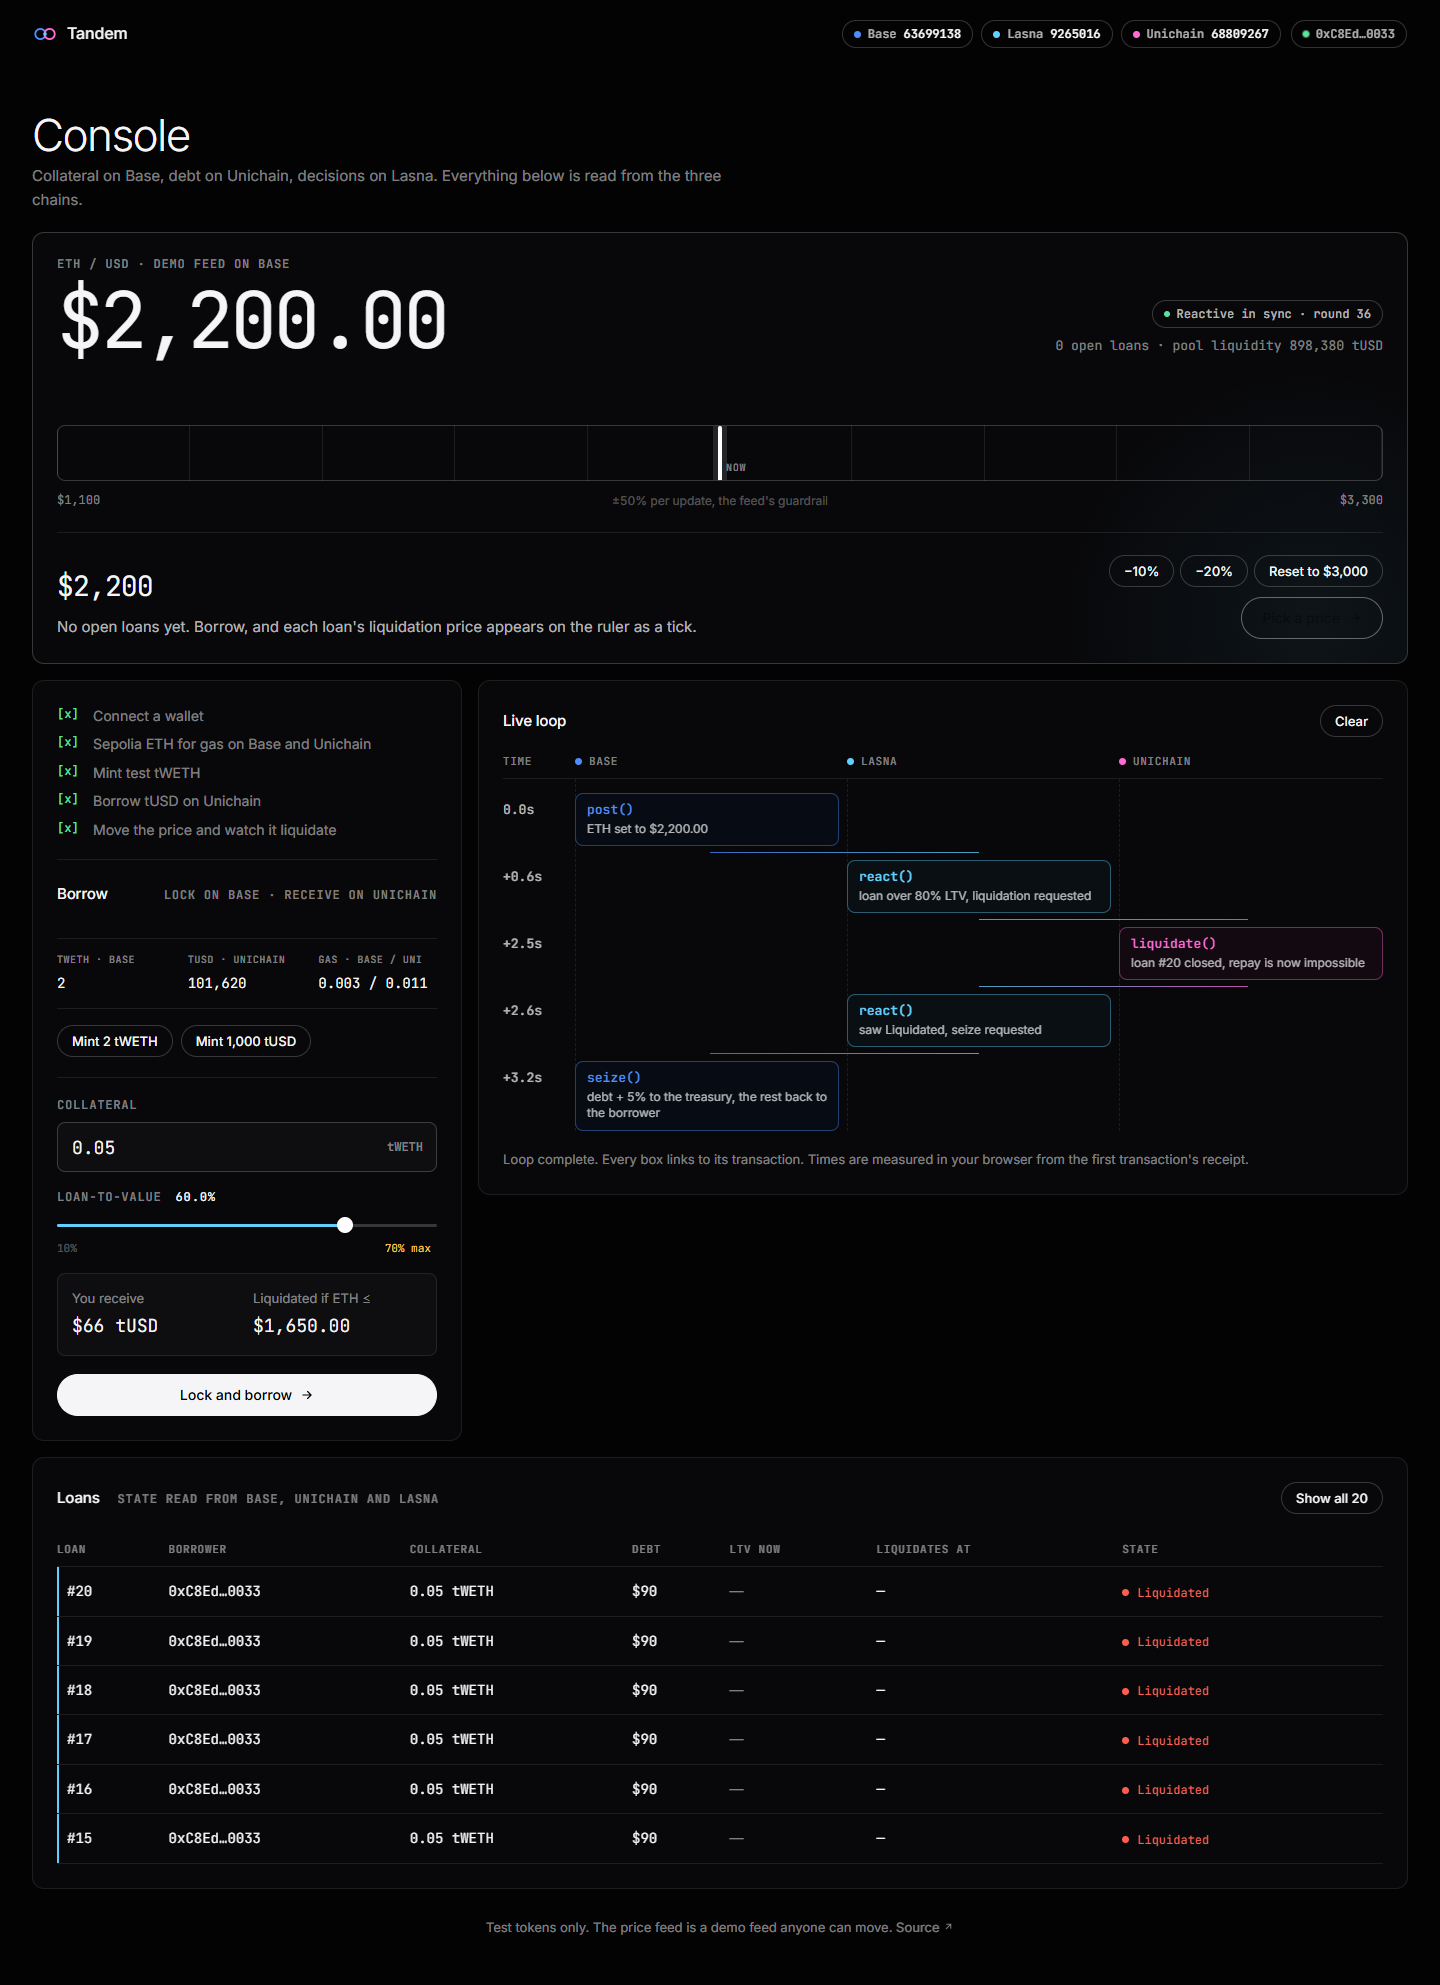 Tandem
Base 63699138
Lasna 9265016
Unichain 68809267
0xC8Ed…0033
Console
Collateral on Base, debt on Unichain, decisions on Lasna. Everything below is read from the three
chains.
ETH / USD · DEMO FEED ON BASE
$2,200.00
Reactive in sync · round 36
0 open loans · pool liquidity 898,380 tUSD
NOW
$1,100
±50% per update, the feed's guardrail
$3,300
$2,200
No open loans yet. Borrow, and each loan's liquidation price appears on the ruler as a tick.
−10%
−20%
Reset to $3,000
Pick a price →
[x] Connect a wallet
[x] Sepolia ETH for gas on Base and Unichain
[x] Mint test tWETH
[x] Borrow tUSD on Unichain
[x] Move the price and watch it liquidate
Borrow
LOCK ON BASE · RECEIVE ON UNICHAIN
TWETH · BASE
TUSD · UNICHAIN
GAS · BASE / UNI
2
101,620
0.003 / 0.011
Mint 2 tWETH
Mint 1,000 tUSD
COLLATERAL
0.05
tWETH
LOAN-TO-VALUE 60.0%
10%
70% max
You receive
Liquidated if ETH ≤
$66 tUSD
$1,650.00
Lock and borrow →
Live loop
Clear
TIME
BASE
LASNA
UNICHAIN
0.0s
post()
ETH set to $2,200.00
+0.6s
react()
loan over 80% LTV, liquidation requested
+2.5s
liquidate()
loan #20 closed, repay is now impossible
+2.6s
react()
saw Liquidated, seize requested
+3.2s
seize()
debt + 5% to the treasury, the rest back to
the borrower
Loop complete. Every box links to its transaction. Times are measured in your browser from the first transaction's receipt.
Loans
STATE READ FROM BASE, UNICHAIN AND LASNA
Show all 20
LOAN BORROWER COLLATERAL DEBT LTV NOW LIQUIDATES AT STATE
#20 0xC8Ed…0033 0.05 tWETH $90 — — Liquidated
#19 0xC8Ed…0033 0.05 tWETH $90 — — Liquidated
#18 0xC8Ed…0033 0.05 tWETH $90 — — Liquidated
#17 0xC8Ed…0033 0.05 tWETH $90 — — Liquidated
#16 0xC8Ed…0033 0.05 tWETH $90 — — Liquidated
#15 0xC8Ed…0033 0.05 tWETH $90 — — Liquidated
Test tokens only. The price feed is a demo feed anyone can move. Source ↗